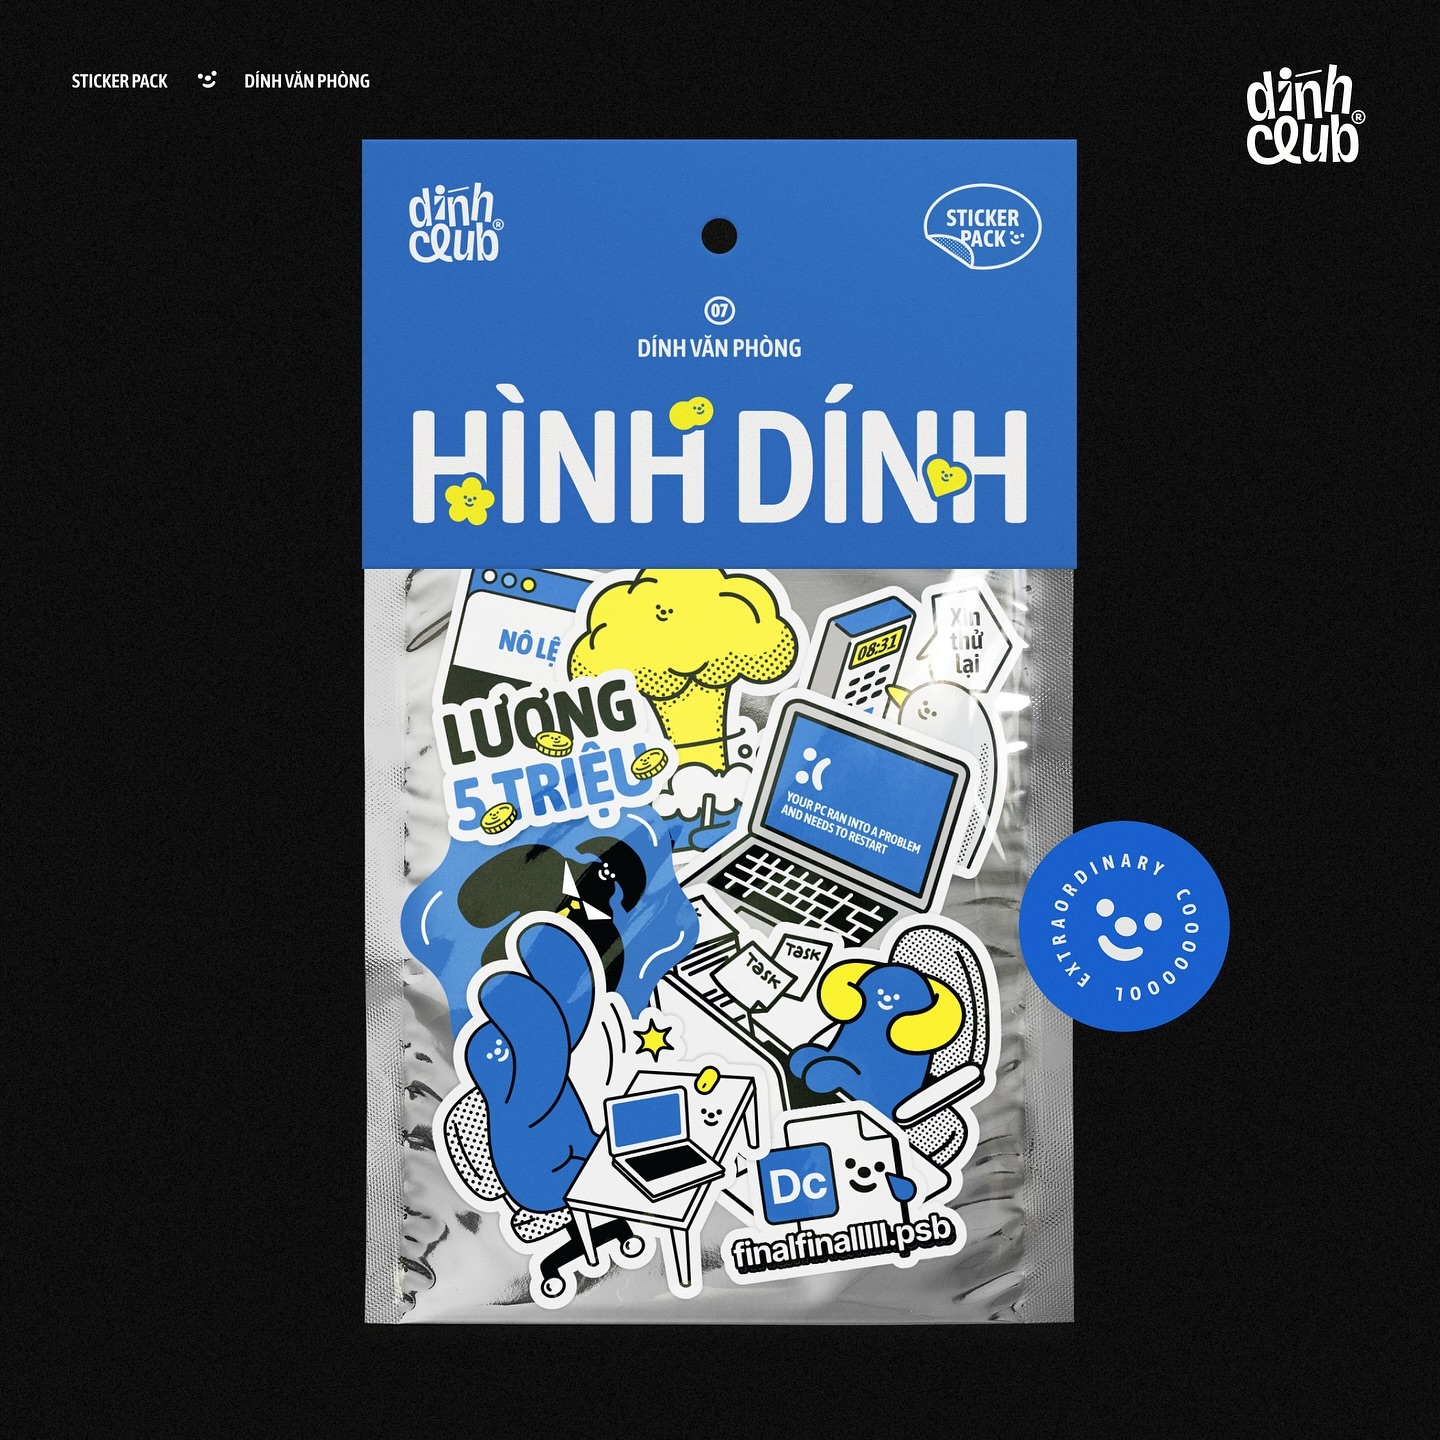 STICKER PACK
DÍNH VĂN PHÒNG
dính
club®
dính
club®
STICKER
PACK
07
DÍNH VĂN PHÒNG
HÌNH DÍNH
NÔ LỆ
08:31
Xin
thử
lại
LƯƠNG
5 TRIỆU
:(
YOUR PC RAN INTO A PROBLEM
AND NEEDS TO RESTART
EXTRAORDINARY COOOOOOOOL
Task
Task
Dc
finalfinalllll.psb